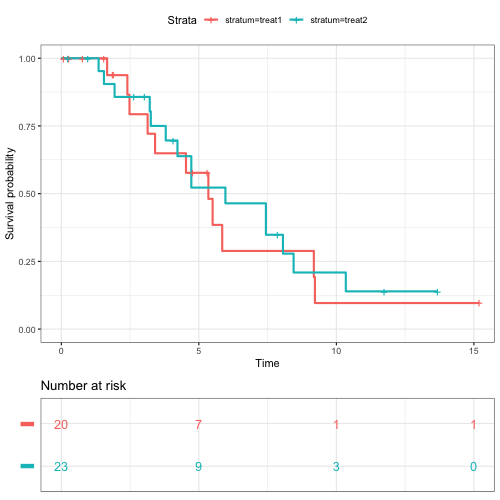 Strata stratum=treat1 stratum=treat2
Survival probability
1.00
0.75
0.50
0.25
0.00
0 5 10 15
Time
Number at risk
20 7 1 1
23 9 3 0